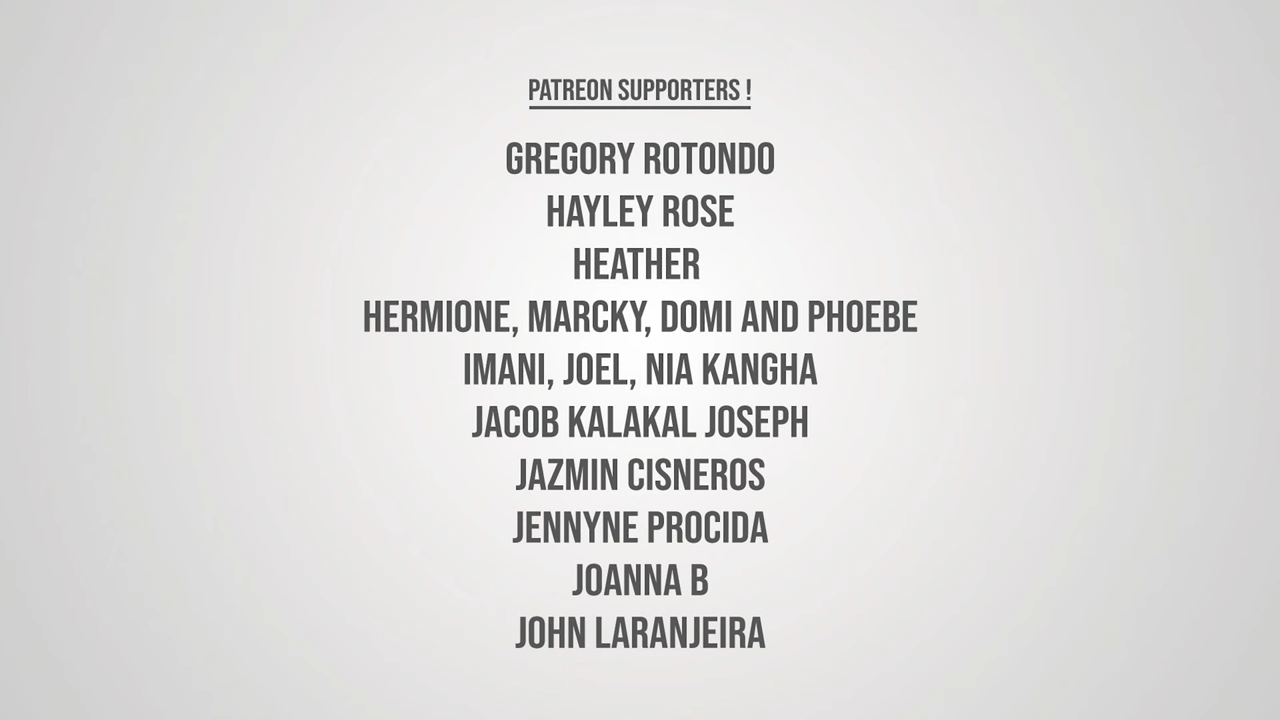 PATREON SUPPORTERS !
GREGORY ROTONDO
HAYLEY ROSE
HEATHER
HERMIONE, MARCKY, DOMI AND PHOEBE
IMANI, JOEL, NIA KANGHA
JACOB KALAKAL JOSEPH
JAZMIN CISNEROS
JENNYNE PROCIDA
JOANNA B
JOHN LARANJEIRA